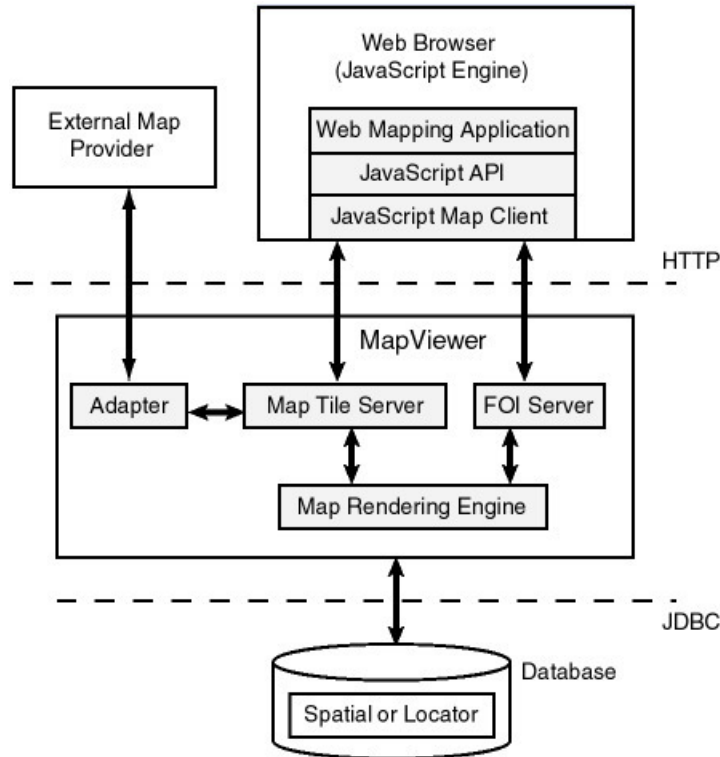 Web Browser
(JavaScript Engine)
External Map
Provider
Web Mapping Application
JavaScript API
JavaScript Map Client
HTTP
MapViewer
Adapter
Map Tile Server
FOI Server
Map Rendering Engine
JDBC
Database
Spatial or Locator